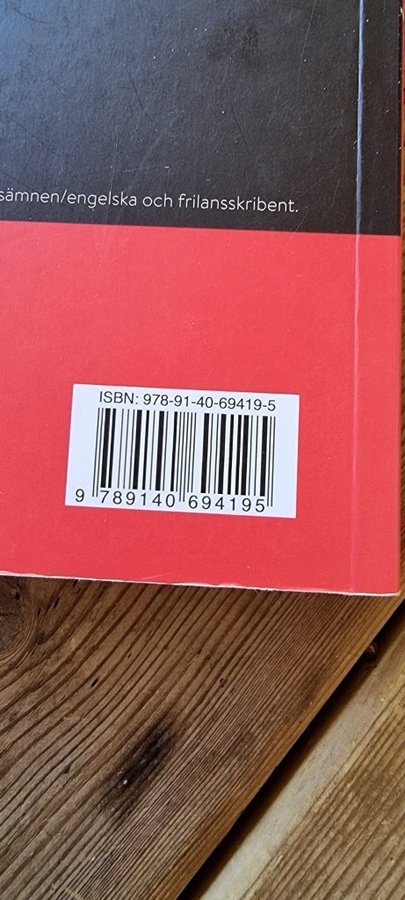 sämnen/engelska och frilansskribent.
ISBN: 978-91-40-69419-5
9 789140 694195